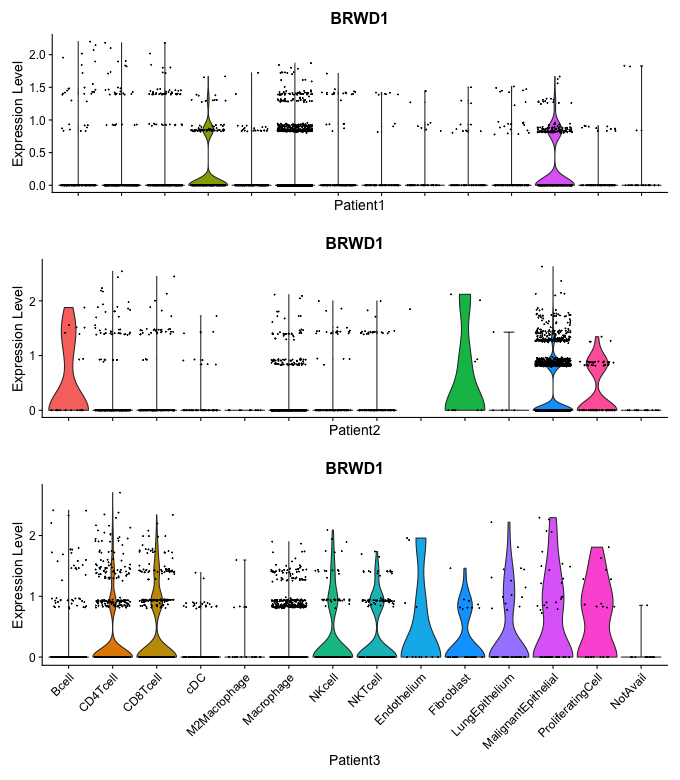 BRWD1
Expression Level
2.0
1.5
1.0
0.5
0.0
Patient1
BRWD1
Expression Level
2
1
0
Patient2
BRWD1
Expression Level
2
1
0
Bcell
CD4Tcell
CD8Tcell
cDC
M2Macrophage
Macrophage
NKcell
NKTcell
Endothelium
Fibroblast
LungEpithelium
MalignantEpithelial
ProliferatingCell
NotAvail
Patient3